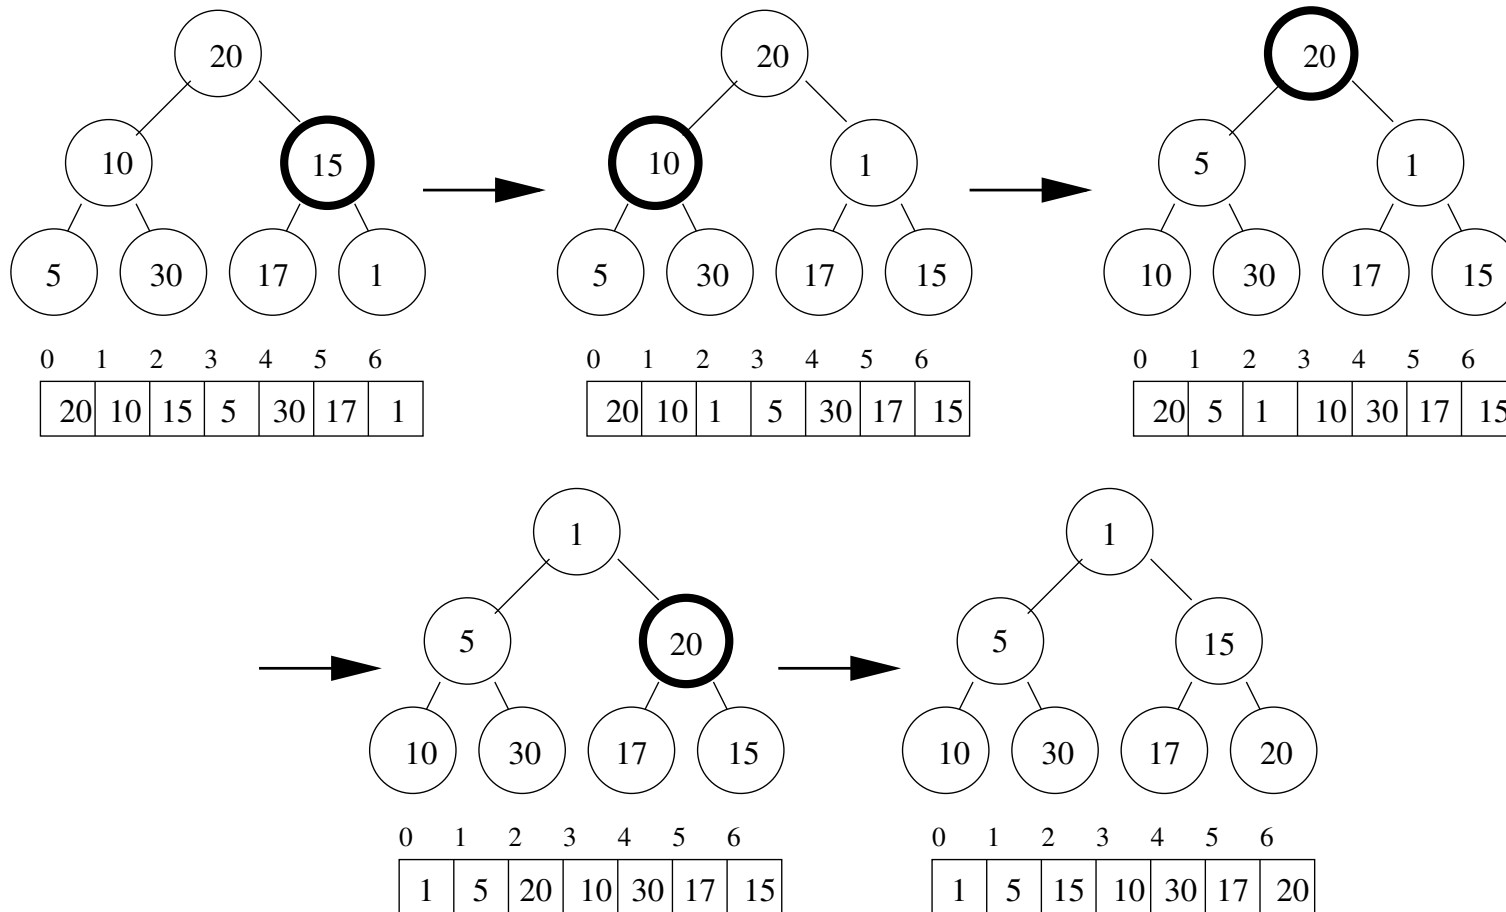 20
10 15
5 30 17 1
0 1 2 3 4 5 6
20 10 15 5 30 17 1
20
10 1
5 30 17 15
0 1 2 3 4 5 6
20 10 1 5 30 17 15
20
5 1
10 30 17 15
0 1 2 3 4 5 6
20 5 1 10 30 17 15
1
5 20
10 30 17 15
0 1 2 3 4 5 6
1 5 20 10 30 17 15
1
5 15
10 30 17 20
0 1 2 3 4 5 6
1 5 15 10 30 17 20